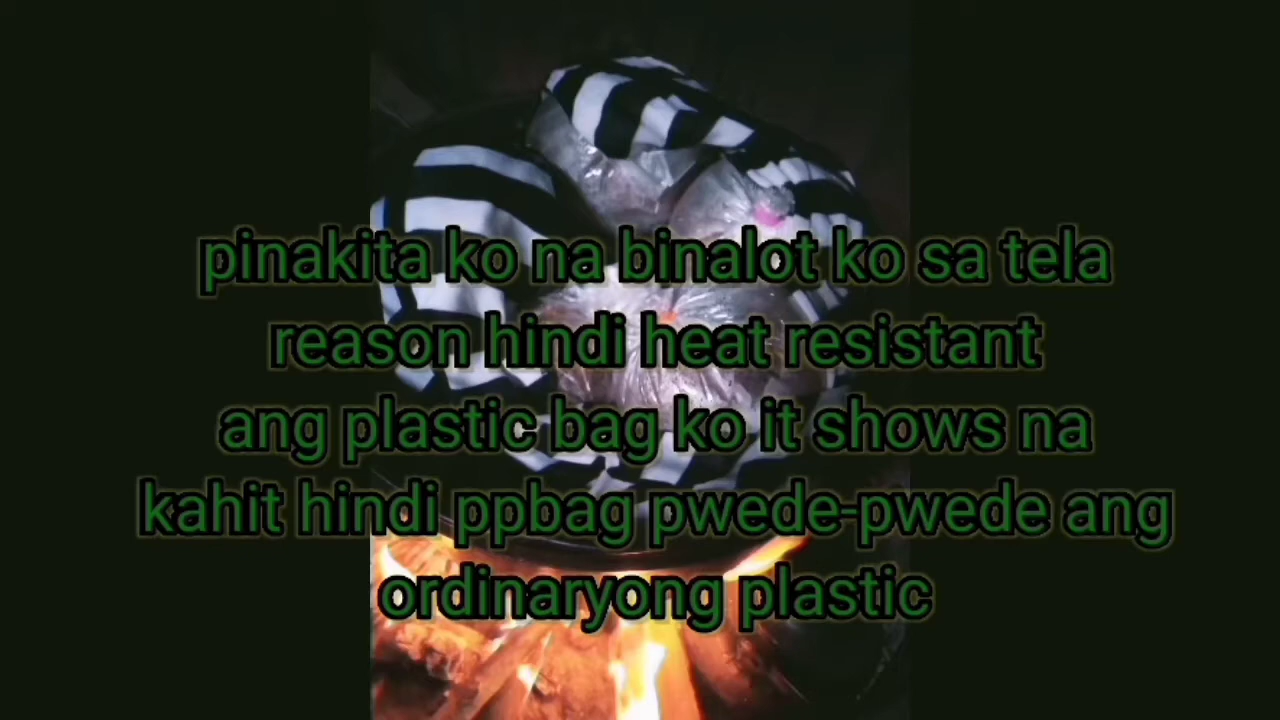 pinakita ko na binalot ko sa tela
reason hindi heat resistant
ang plastic bag ko it shows na
kahit hindi ppbag pwede-pwede ang
ordinaryong plastic